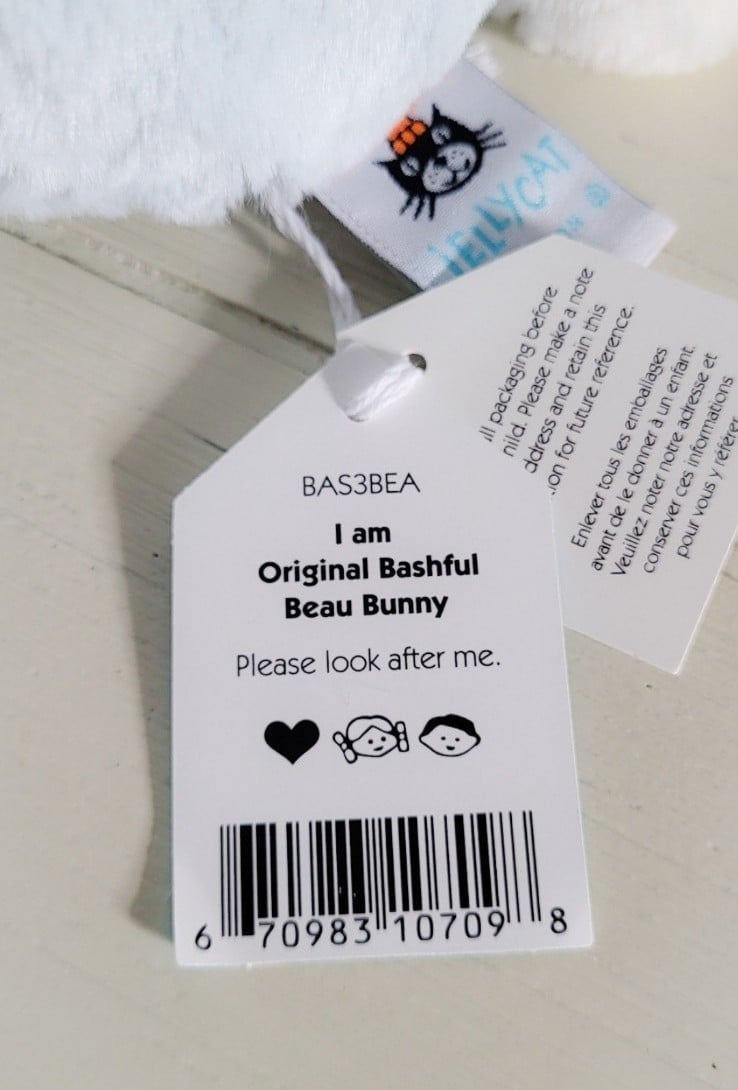 JELLYCAT
packaging before
Please make a note
address and retain this
for future reference.
Enlever tous les emballages
avant de le donner à un enfant.
Veuillez noter notre adresse et
conserver ces informations
pour vous y référer
BAS3BEA
I am
Original Bashful
Beau Bunny
Please look after me.
6 70983 10709 8